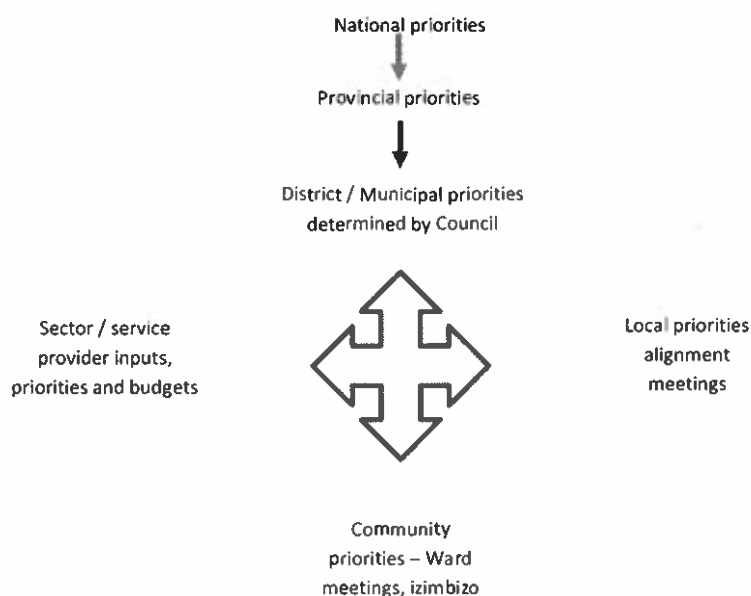 National priorities
Provincial priorities
District / Municipal priorities
determined by Council
Sector / service
provider inputs,
priorities and budgets
Local priorities
alignment
meetings
Community
priorities – Ward
meetings, izimbizo